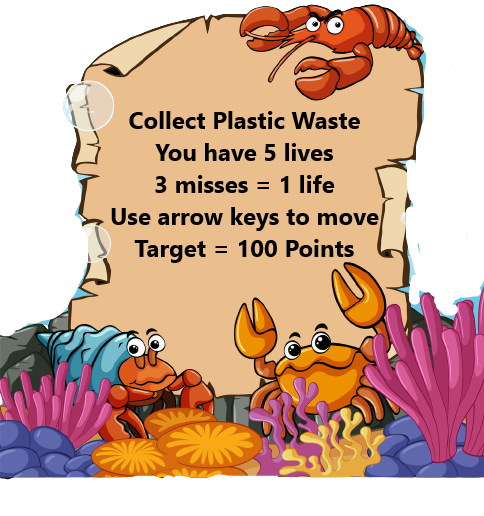 Collect Plastic Waste
You have 5 lives
3 misses = 1 life
Use arrow keys to move
Target = 100 Points